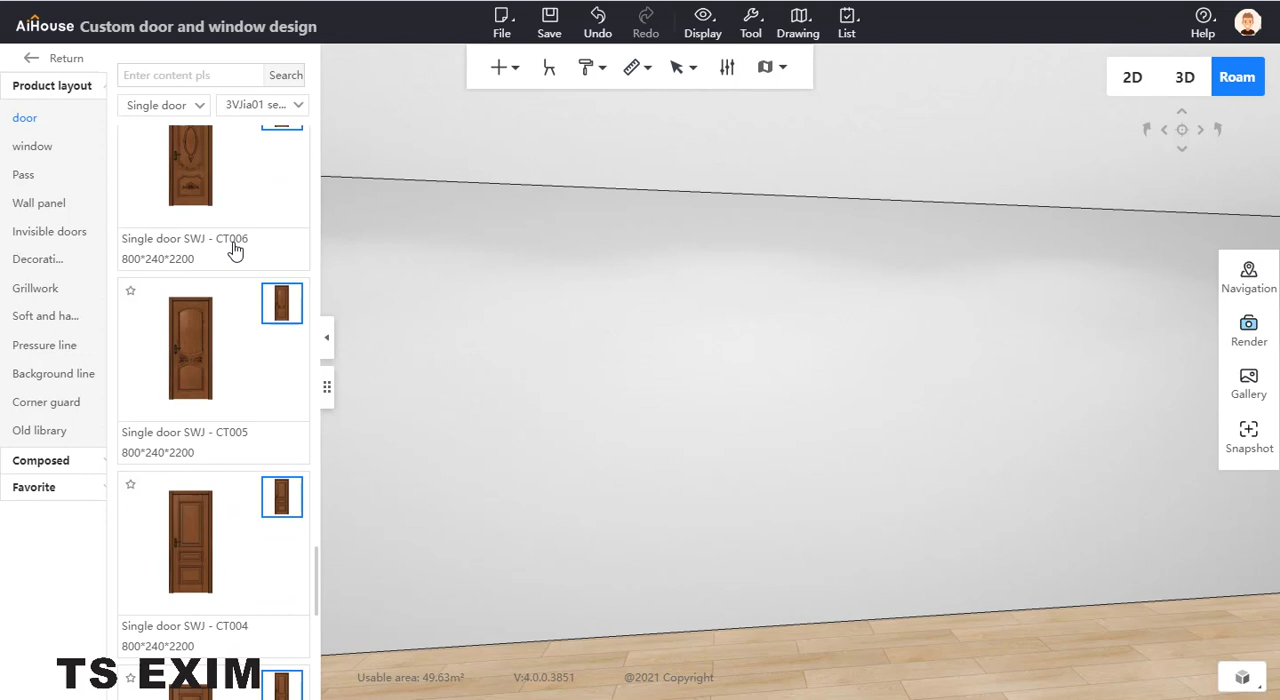 AiHouse Custom door and window design
File
Save
Undo
Redo
Display
Tool
Drawing
List
Help
Return
Product layout
door
window
Pass
Wall panel
Invisible doors
Decorati...
Grillwork
Soft and ha...
Pressure line
Background line
Corner guard
Old library
Composed
Favorite
Enter content pls
Search
Single door
3VJia01 se...
Single door SWJ - CT006
800*240*2200
Single door SWJ - CT005
800*240*2200
Single door SWJ - CT004
800*240*2200
2D
3D
Roam
Navigation
Render
Gallery
Snapshot
Usable area: 49.63m²
V:4.0.0.3851
@2021 Copyright
TS EXIM